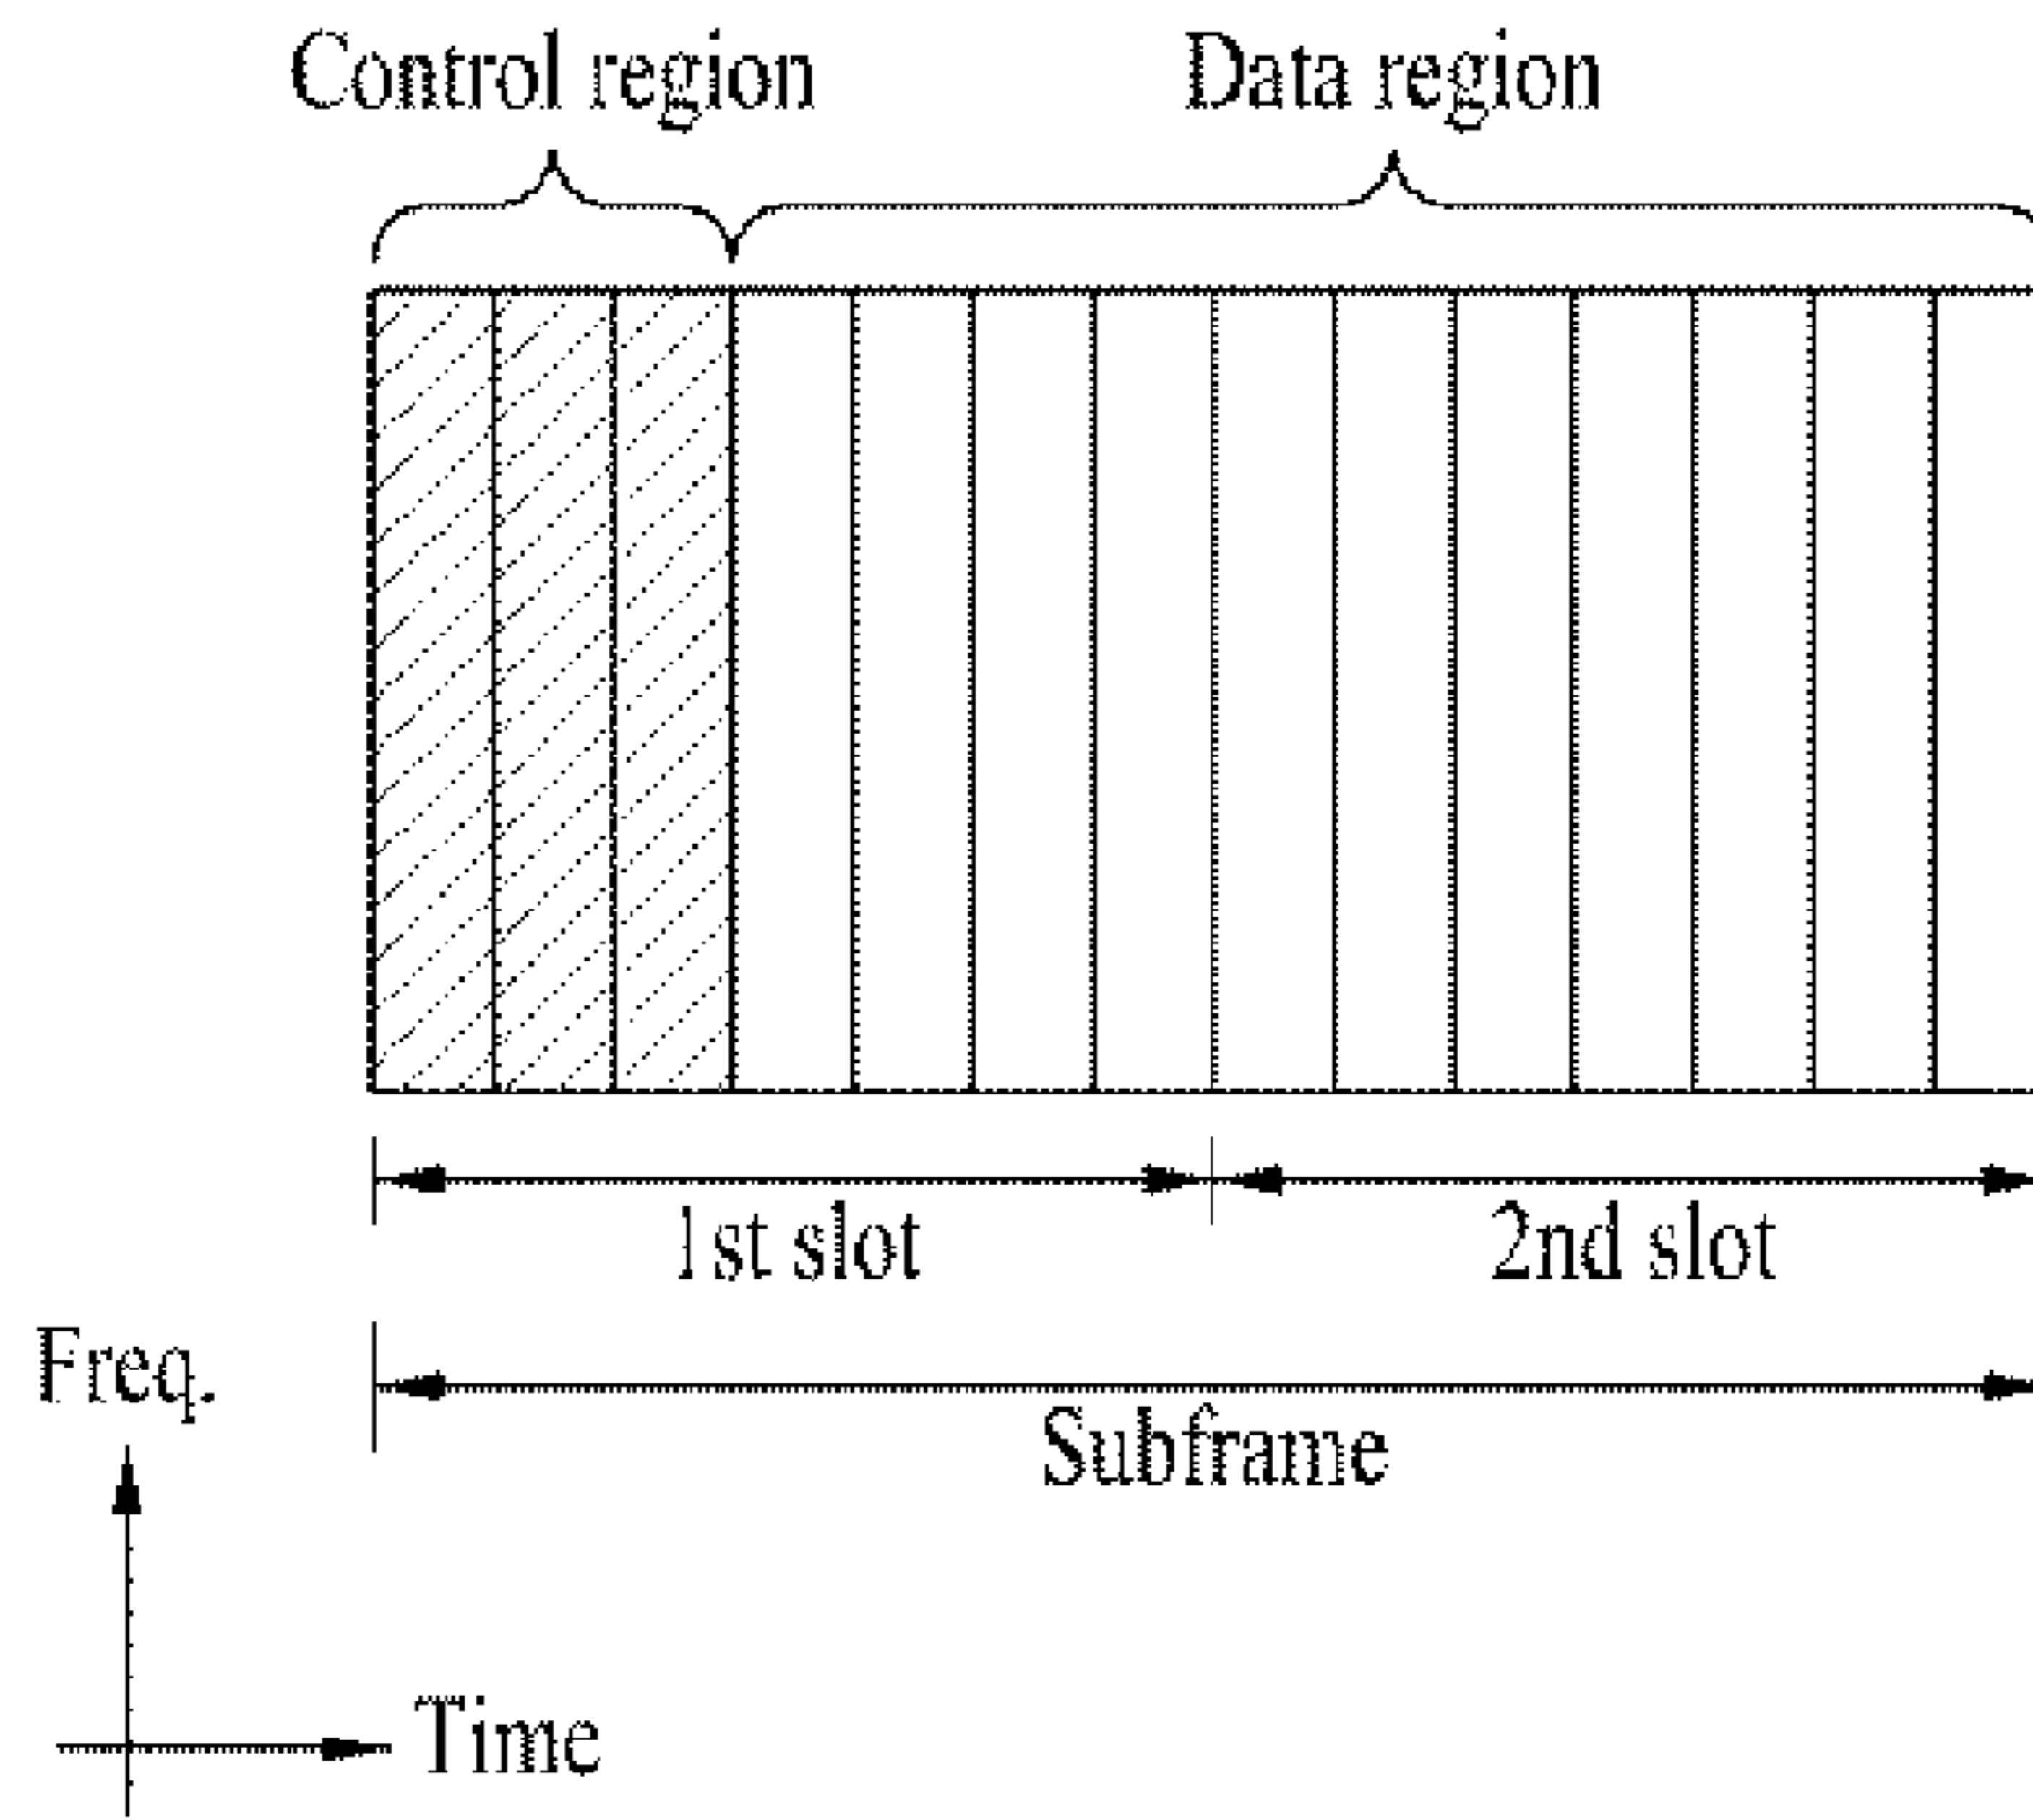 Control region
Data region
1st slot
2nd slot
Subframe
Freq.
Time